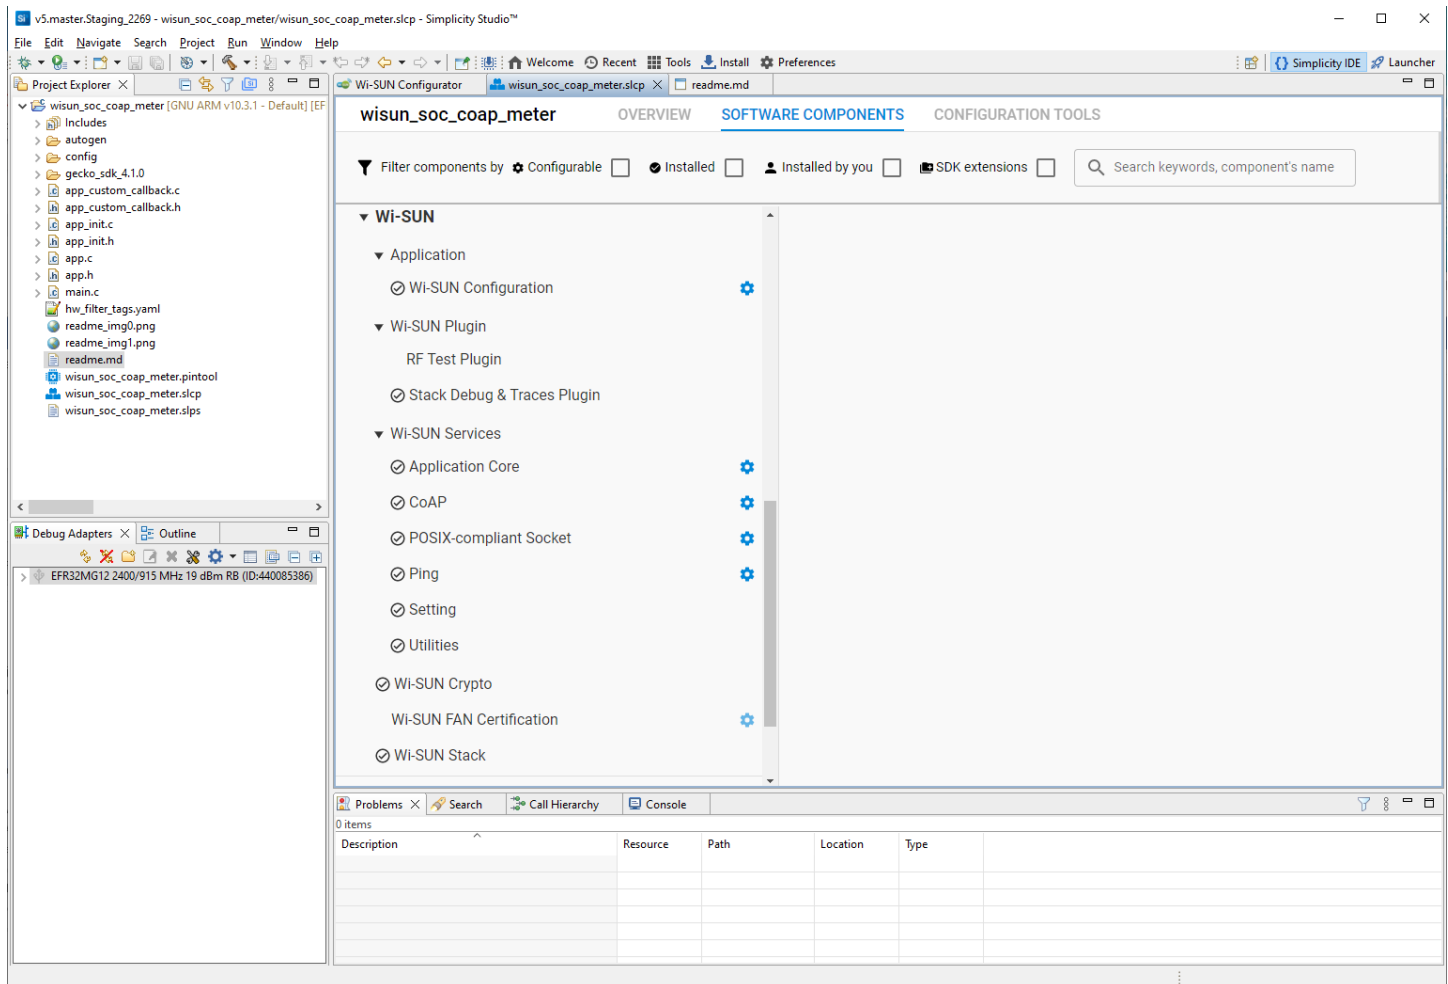 v5.master.Staging_2269 - wisun_soc_coap_meter/wisun_soc_coap_meter.slcp - Simplicity Studio™
File Edit Navigate Search Project Run Window Help
Welcome Recent Tools Install Preferences Simplicity IDE Launcher
Project Explorer
wisun_soc_coap_meter [GNU ARM v10.3.1 - Default] [EF
Includes
autogen
config
gecko_sdk_4.1.0
app_custom_callback.c
app_custom_callback.h
app_init.c
app_init.h
app.c
app.h
main.c
hw_filter_tags.yaml
readme_img0.png
readme_img1.png
readme.md
wisun_soc_coap_meter.pintool
wisun_soc_coap_meter.slcp
wisun_soc_coap_meter.slps
Debug Adapters Outline
EFR32MG12 2400/915 MHz 19 dBm RB (ID:440085386)
Wi-SUN Configurator wisun_soc_coap_meter.slcp readme.md
wisun_soc_coap_meter OVERVIEW SOFTWARE COMPONENTS CONFIGURATION TOOLS
Filter components by Configurable Installed Installed by you SDK extensions Search keywords, component's name
Wi-SUN
Application
Wi-SUN Configuration
Wi-SUN Plugin
RF Test Plugin
Stack Debug & Traces Plugin
Wi-SUN Services
Application Core
CoAP
POSIX-compliant Socket
Ping
Setting
Utilities
Wi-SUN Crypto
Wi-SUN FAN Certification
Wi-SUN Stack
Problems Search Call Hierarchy Console
0 items
Description Resource Path Location Type